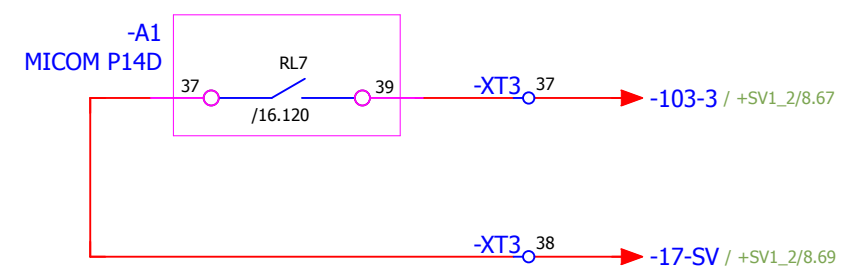 -A1
MICOM P14D
RL7
37
39
/16.120
-XT3 37
-103-3 / +SV1_2/8.67
-XT3 38
-17-SV / +SV1_2/8.69